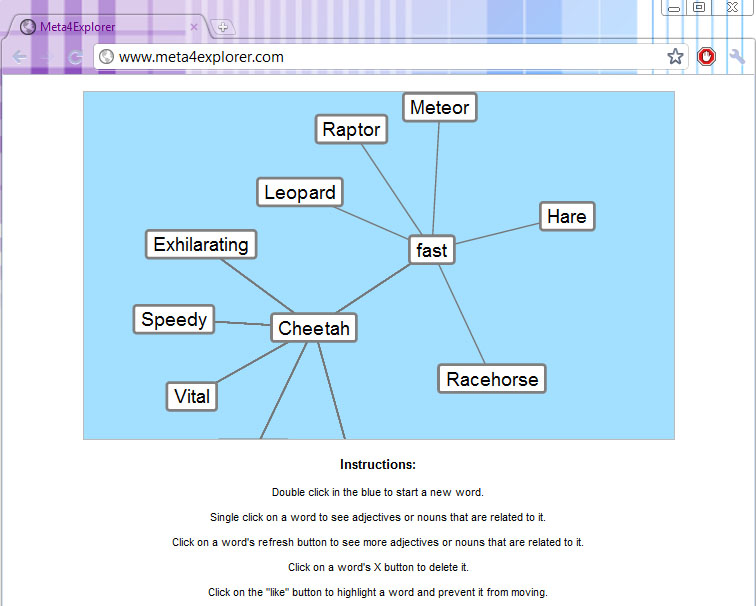 Meta4Explorer
www.meta4explorer.com
Meteor
Raptor
Leopard
Hare
Exhilarating
fast
Speedy
Cheetah
Racehorse
Vital
Instructions:
Double click in the blue to start a new word.
Single click on a word to see adjectives or nouns that are related to it.
Click on a word's refresh button to see more adjectives or nouns that are related to it.
Click on a word's X button to delete it.
Click on the "like" button to highlight a word and prevent it from moving.